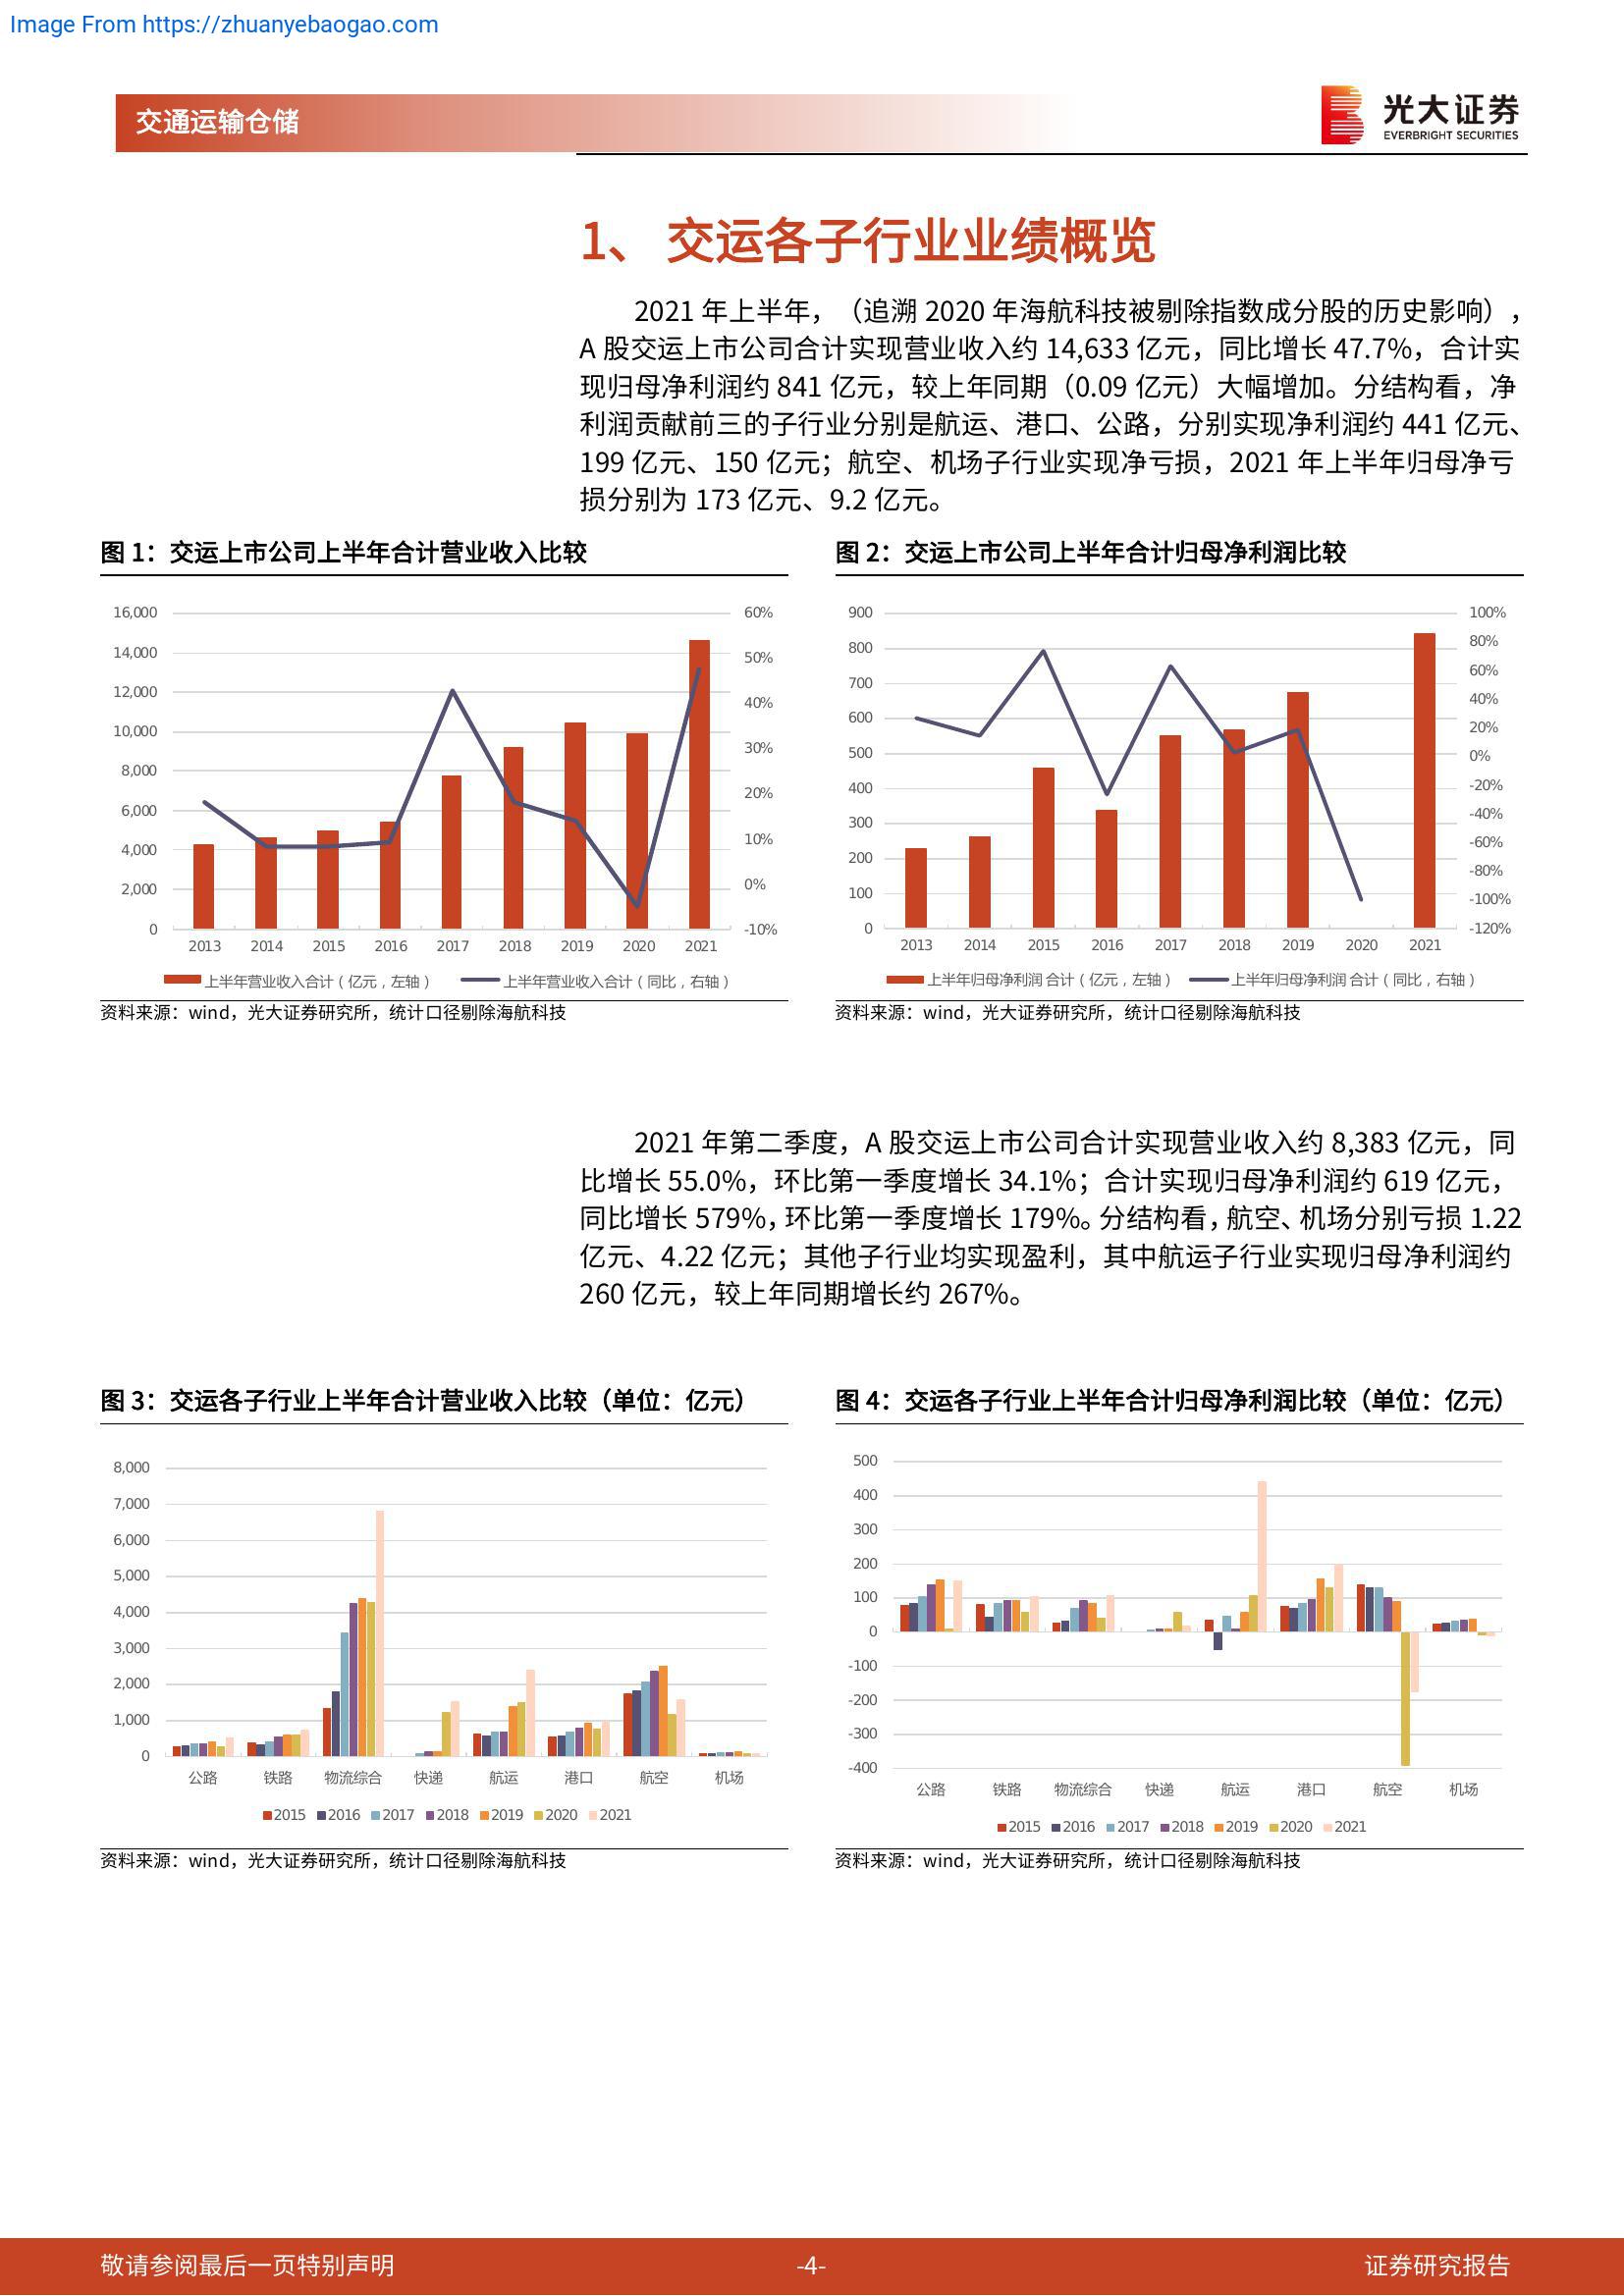 Image From https://zhuanyebaogao.com
交通运输仓储
光大证券
EVERBRIGHT SECURITIES
1、 交运各子行业业绩概览
2021 年上半年，（追溯 2020 年海航科技被剔除指数成分股的历史影响），
A 股交运上市公司合计实现营业收入约 14,633 亿元，同比增长 47.7%，合计实
现归母净利润约 841 亿元，较上年同期（0.09 亿元）大幅增加。分结构看，净
利润贡献前三的子行业分别是航运、港口、公路，分别实现净利润约 441 亿元、
199 亿元、150 亿元；航空、机场子行业实现净亏损，2021 年上半年归母净亏
损分别为 173 亿元、9.2 亿元。
图 1：交运上市公司上半年合计营业收入比较
16,000
14,000
12,000
10,000
8,000
6,000
4,000
2,000
0
60%
50%
40%
30%
20%
10%
0%
-10%
2013 2014 2015 2016 2017 2018 2019 2020 2021
上半年营业收入合计（亿元，左轴） 上半年营业收入合计（同比，右轴）
资料来源：wind，光大证券研究所，统计口径剔除海航科技
图 2：交运上市公司上半年合计归母净利润比较
900
800
700
600
500
400
300
200
100
0
100%
80%
60%
40%
20%
0%
-20%
-40%
-60%
-80%
-100%
-120%
2013 2014 2015 2016 2017 2018 2019 2020 2021
上半年归母净利润 合计（亿元，左轴） 上半年归母净利润 合计（同比，右轴）
资料来源：wind，光大证券研究所，统计口径剔除海航科技
2021 年第二季度，A 股交运上市公司合计实现营业收入约 8,383 亿元，同
比增长 55.0%，环比第一季度增长 34.1%；合计实现归母净利润约 619 亿元，
同比增长 579%，环比第一季度增长 179%。分结构看，航空、机场分别亏损 1.22
亿元、4.22 亿元；其他子行业均实现盈利，其中航运子行业实现归母净利润约
260 亿元，较上年同期增长约 267%。
图 3：交运各子行业上半年合计营业收入比较（单位：亿元）
8,000
7,000
6,000
5,000
4,000
3,000
2,000
1,000
0
公路 铁路 物流综合 快递 航运 港口 航空 机场
2015 2016 2017 2018 2019 2020 2021
资料来源：wind，光大证券研究所，统计口径剔除海航科技
图 4：交运各子行业上半年合计归母净利润比较（单位：亿元）
500
400
300
200
100
0
-100
-200
-300
-400
公路 铁路 物流综合 快递 航运 港口 航空 机场
2015 2016 2017 2018 2019 2020 2021
资料来源：wind，光大证券研究所，统计口径剔除海航科技
敬请参阅最后一页特别声明
-4-
证券研究报告